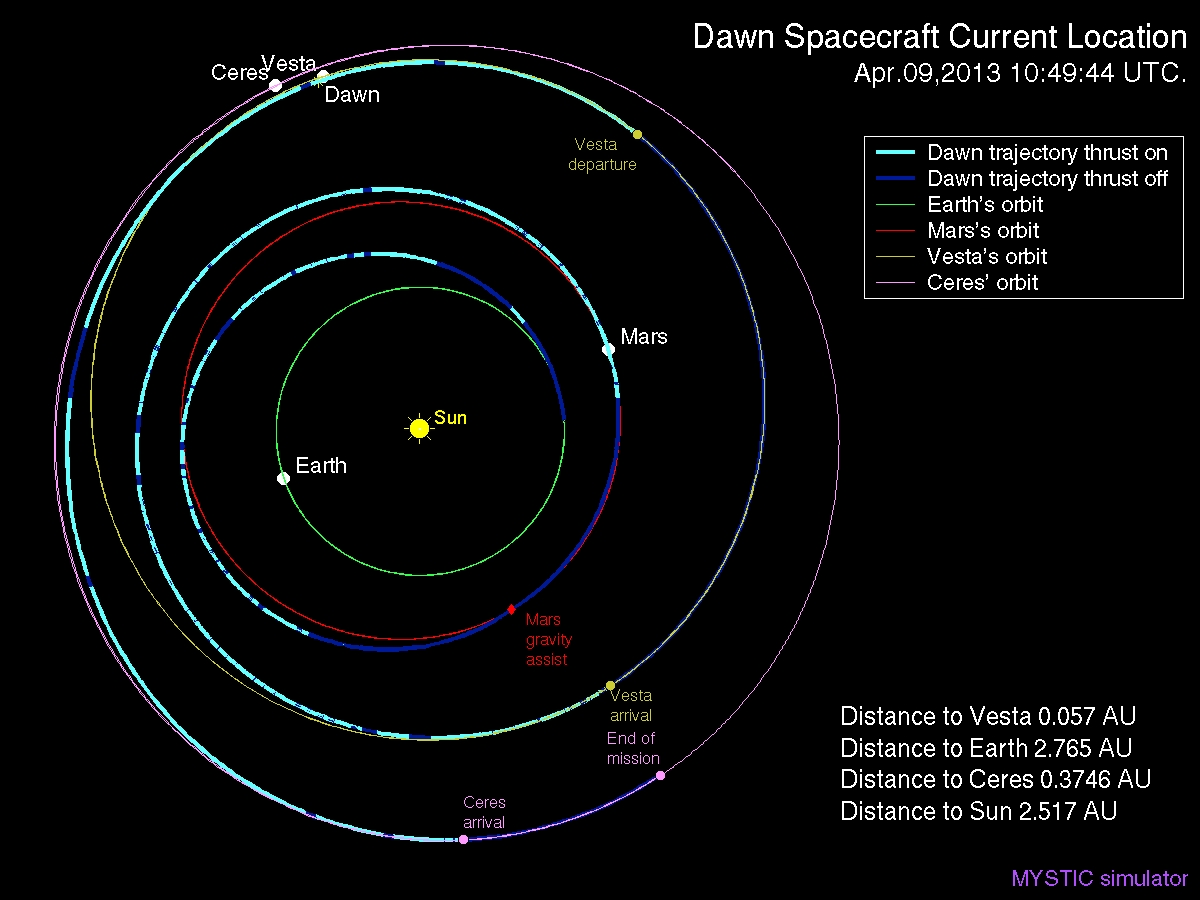 Dawn Spacecraft Current Location
Apr.09,2013 10:49:44 UTC.
Vesta
Ceres
Dawn
Vesta
departure
Dawn trajectory thrust on
Dawn trajectory thrust off
Earth's orbit
Mars's orbit
Vesta's orbit
Ceres' orbit
Mars
Sun
Earth
Mars
gravity
assist
Vesta
arrival
End of
mission
Ceres
arrival
Distance to Vesta 0.057 AU
Distance to Earth 2.765 AU
Distance to Ceres 0.3746 AU
Distance to Sun 2.517 AU
MYSTIC simulator